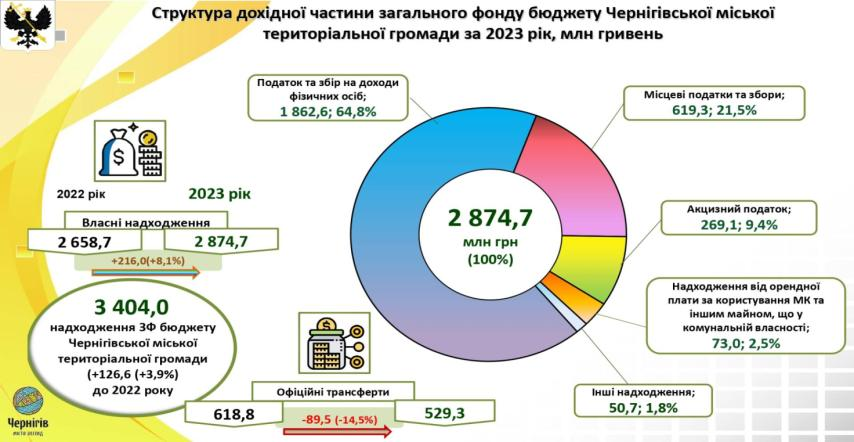 Структура дохідної частини загального фонду бюджету Чернігівської міської
територіальної громади за 2023 рік, млн гривень
Податок та збір на доходи
фізичних осіб;
1 862,6; 64,8%
Місцеві податки та збори;
619,3; 21,5%
2022 рік
2023 рік
Власні надходження
2 658,7
2 874,7
+216,0(+8,1%)
2 874,7
млн грн
(100%)
Акцизний податок;
269,1; 9,4%
Надходження від орендної
плати за користування МК та
іншим майном, що у
комунальній власності;
73,0; 2,5%
Інші надходження;
50,7; 1,8%
3 404,0
надходження ЗФ бюджету
Чернігівської міської
територіальної громади
(+126,6 (+3,9%)
до 2022 року
Офіційні трансферти
618,8
-89,5 (-14,5%)
529,3
Чернігів